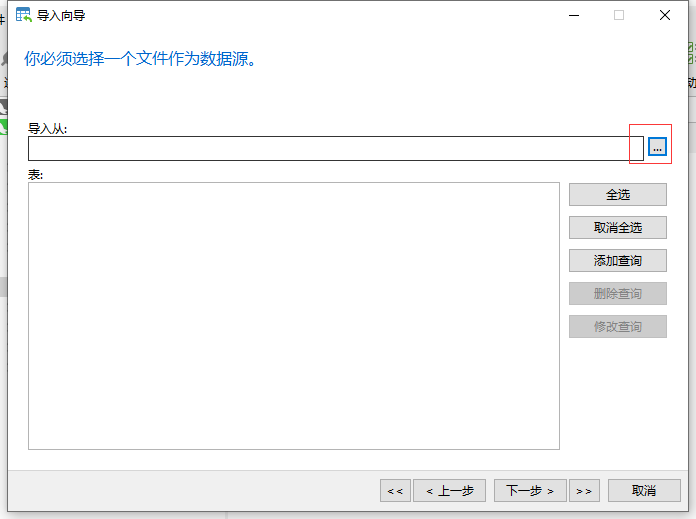 导入向导
你必须选择一个文件作为数据源。
导入从:
...
表:
全选
取消全选
添加查询
删除查询
修改查询
<<
< 上一步
下一步 >
>>
取消
件
动